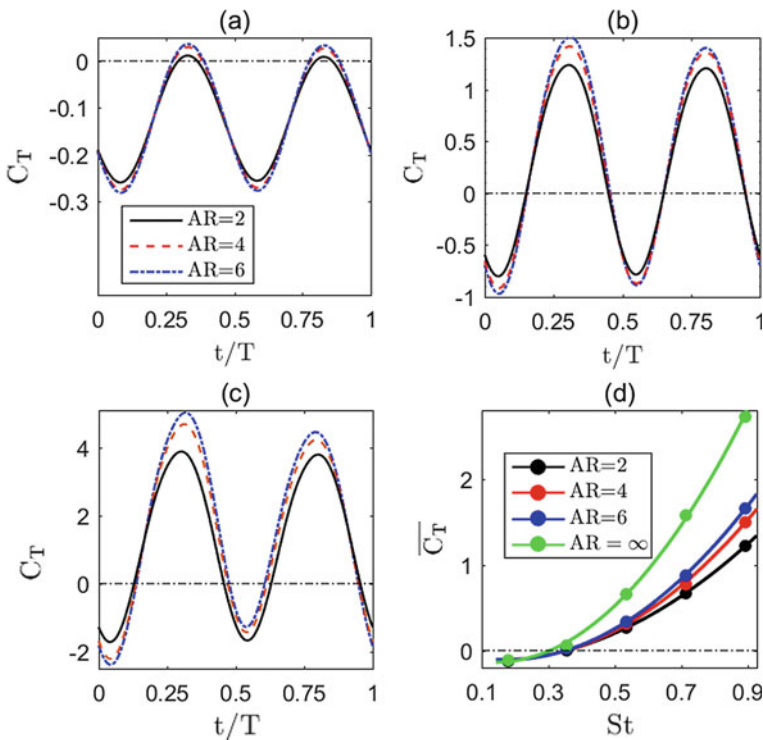 (a)
0
-0.1
-0.2
-0.3
C_T
AR=2
AR=4
AR=6
0 0.25 0.5 0.75 1
t/T
(b)
1.5
1
0.5
0
-0.5
-1
C_T
0 0.25 0.5 0.75 1
t/T
(c)
4
2
0
-2
C_T
0 0.25 0.5 0.75 1
t/T
(d)
2
1
0
C̅_T
AR=2
AR=4
AR=6
AR = ∞
0.1 0.3 0.5 0.7 0.9
St